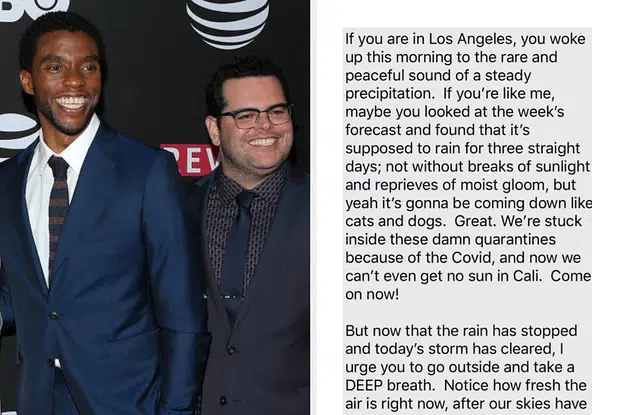 HBO
REV
If you are in Los Angeles, you woke
up this morning to the rare and
peaceful sound of a steady
precipitation.  If you're like me,
maybe you looked at the week's
forecast and found that it's
supposed to rain for three straight
days; not without breaks of sunlight
and reprieves of moist gloom, but
yeah it's gonna be coming down like
cats and dogs.  Great. We're stuck
inside these damn quarantines
because of the Covid, and now we
can't even get no sun in Cali.  Come
on now!
But now that the rain has stopped
and today's storm has cleared, I
urge you to go outside and take a
DEEP breath.  Notice how fresh the
air is right now, after our skies have